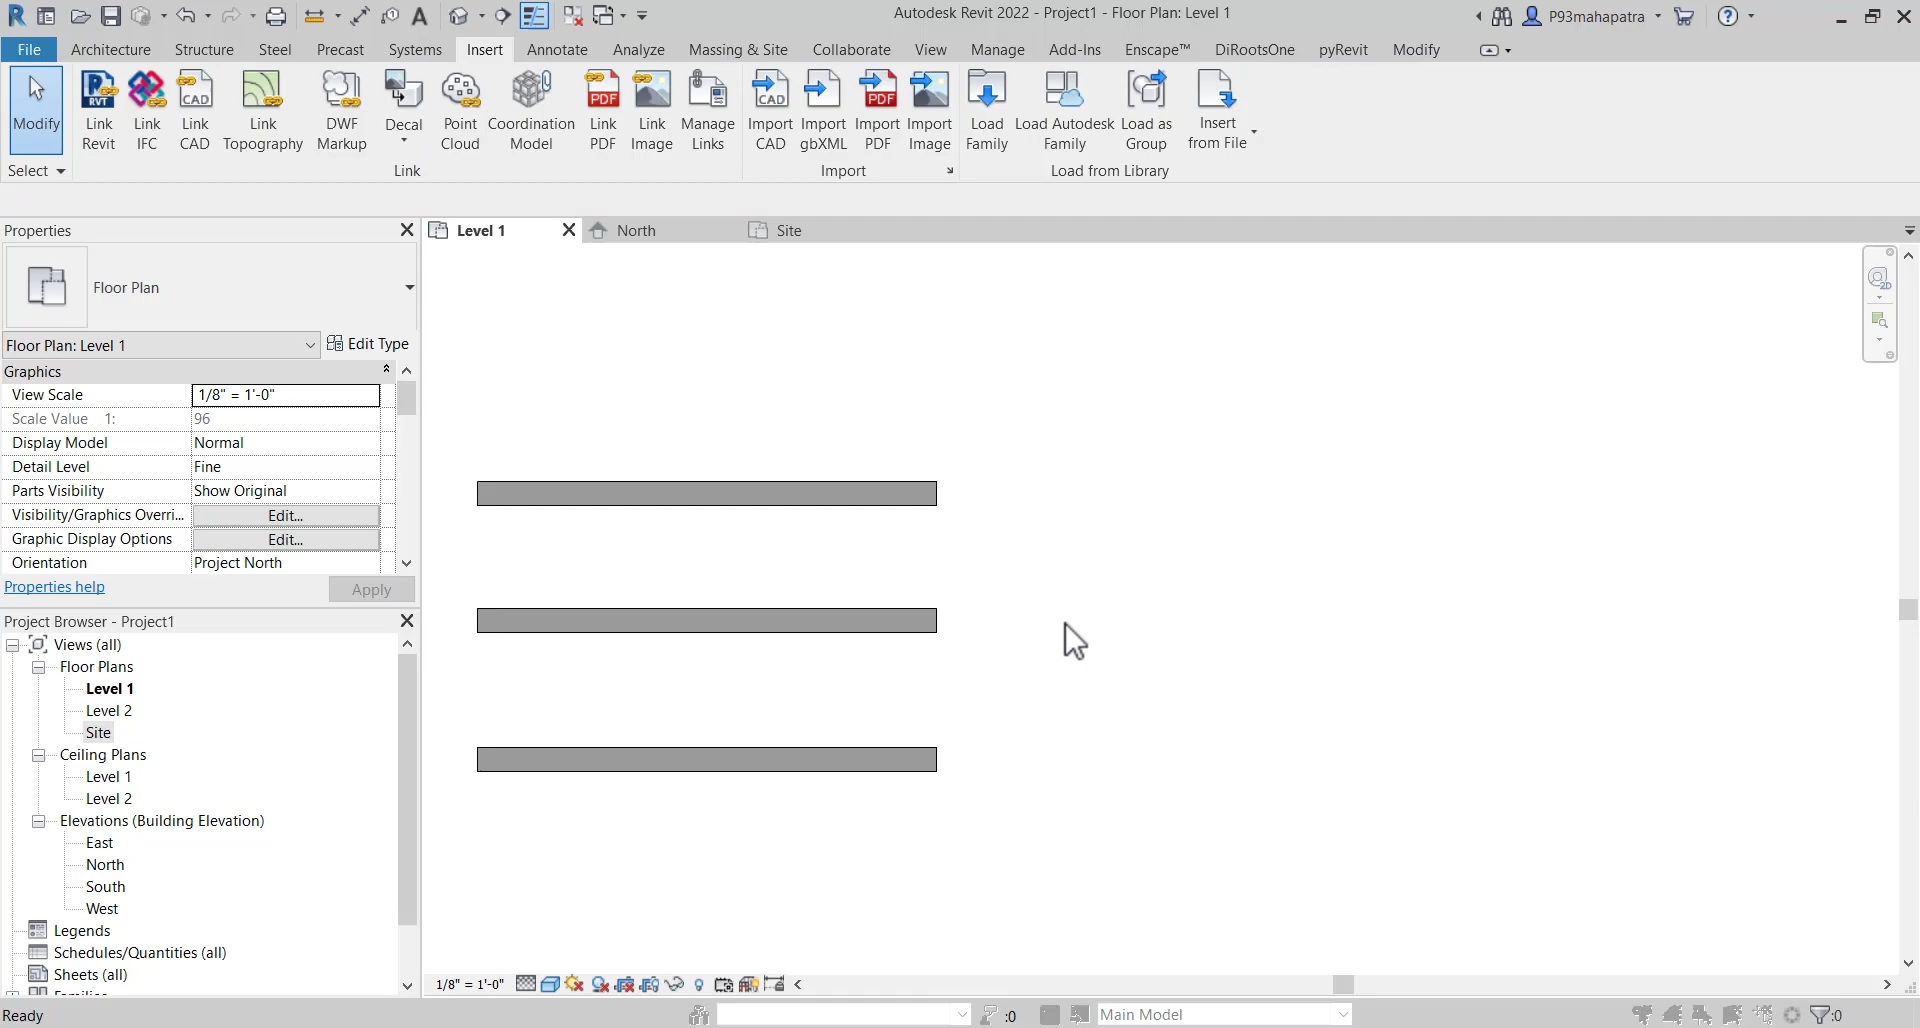 Autodesk Revit 2022 - Project1 - Floor Plan: Level 1
P93mahapatra
File Architecture Structure Steel Precast Systems Insert Annotate Analyze Massing & Site Collaborate View Manage Add-Ins Enscape™ DiRootsOne pyRevit Modify
Modify
Link Revit
Link IFC
Link CAD
Link Topography
DWF Markup
Decal
Point Cloud
Coordination Model
Link PDF
Link Image
Manage Links
Import CAD
Import gbXML
Import PDF
Import Image
Load Family
Load Autodesk Family
Load as Group
Insert from File
Select
Link
Import
Load from Library
Properties
Level 1
North
Site
Floor Plan
Floor Plan: Level 1
Edit Type
Graphics
View Scale 1/8" = 1'-0"
Scale Value 1: 96
Display Model Normal
Detail Level Fine
Parts Visibility Show Original
Visibility/Graphics Overri... Edit...
Graphic Display Options Edit...
Orientation Project North
Properties help
Apply
Project Browser - Project1
Views (all)
Floor Plans
Level 1
Level 2
Site
Ceiling Plans
Level 1
Level 2
Elevations (Building Elevation)
East
North
South
West
Legends
Schedules/Quantities (all)
Sheets (all)
1/8" = 1'-0"
Ready
:0
Main Model
:0